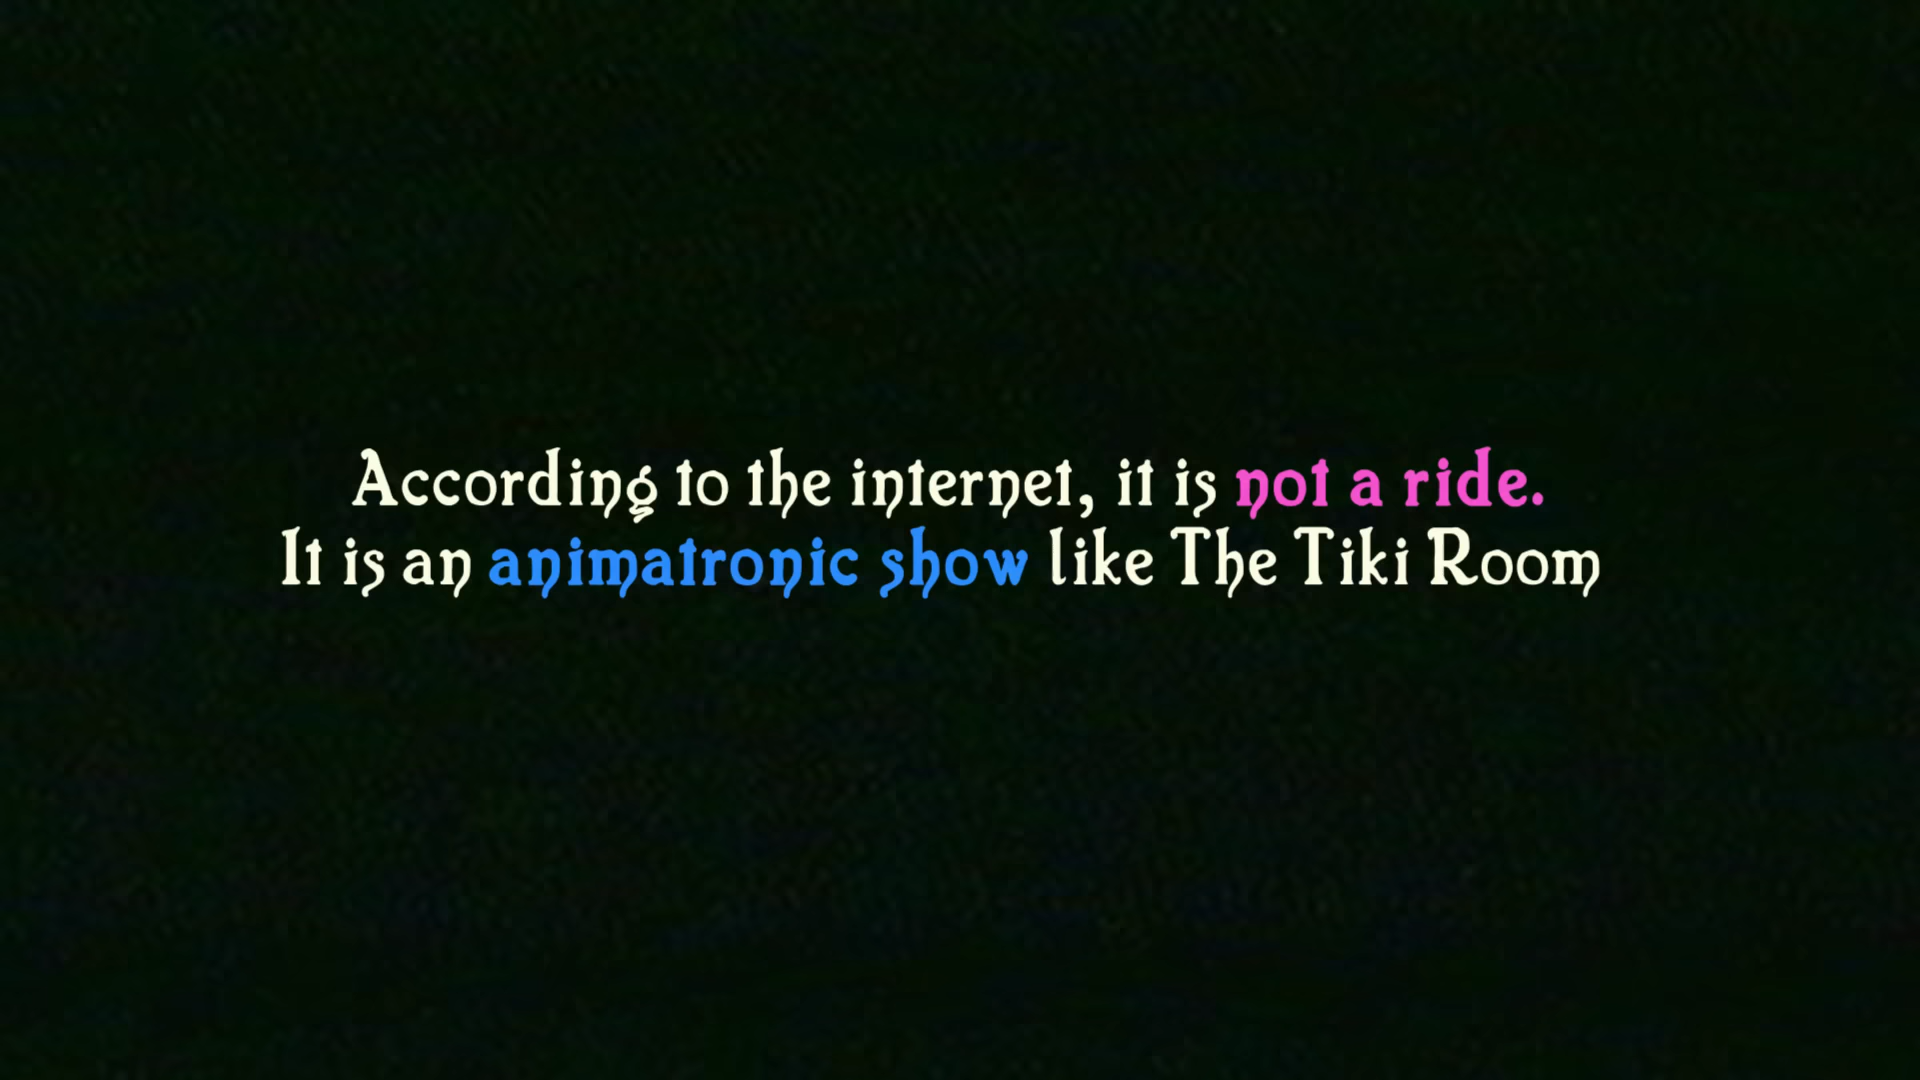 According to the internet, it is not a ride.
It is an animatronic show like The Tiki Room